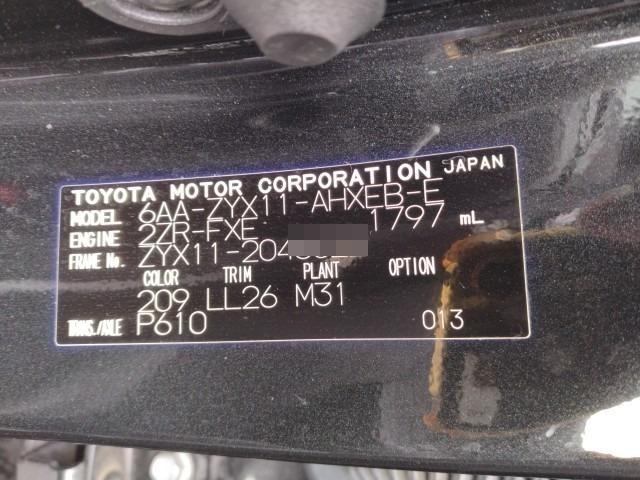 TOYOTA MOTOR CORPORATION JAPAN
MODEL 6AA-ZYX11-AHXEB-E
ENGINE 2ZR-FXE 1797 mL
FRAME No. ZYX11-204
COLOR TRIM PLANT OPTION
209 LL26 M31
TRANS./AXLE P610 013